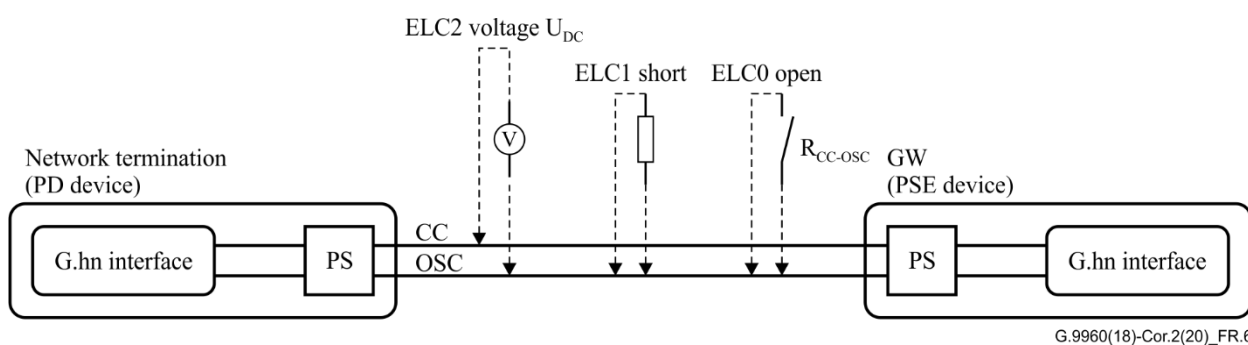 ELC2 voltage U_DC
ELC1 short
ELC0 open
V
R_CC-OSC
Network termination
(PD device)
GW
(PSE device)
G.hn interface
PS
CC
OSC
PS
G.hn interface
G.9960(18)-Cor.2(20)_FR.6